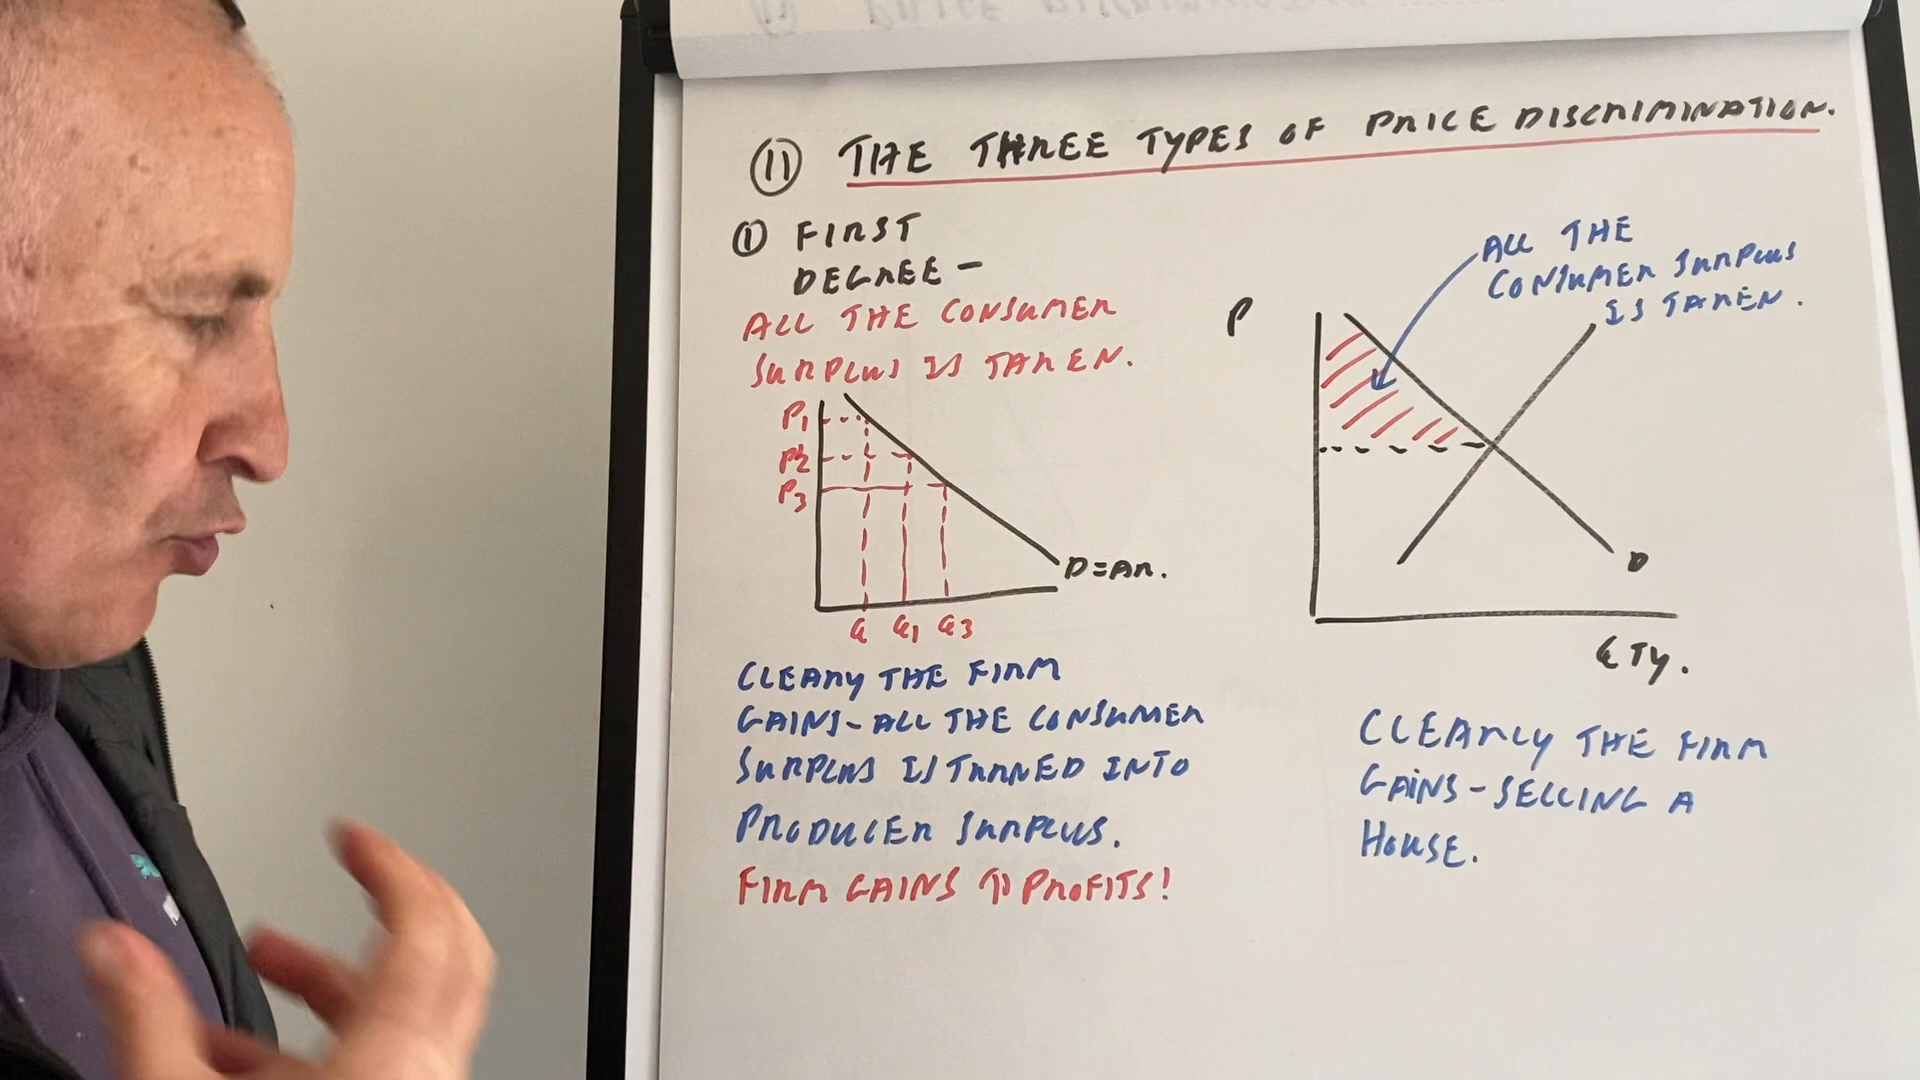 11 THE THREE TYPES OF PRICE DISCRIMINATION.
1 FIRST
DEGREE -
ALL THE CONSUMER
SURPLUS IS TAKEN.
P1
P2
P3
D=AR.
Q Q1 Q3
CLEARY THE FIRM
GAINS - ALL THE CONSUMER
SURPLUS IS TURNED INTO
PRODUCER SURPLUS.
FIRM GAINS ⇑ PROFITS!
ALL THE
CONSUMER SURPLUS
IS TAKEN.
P
D
QTY.
CLEARLY THE FIRM
GAINS - SELLING A
HOUSE.